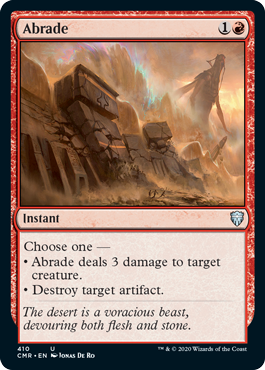 Abrade 1
Instant
Choose one —
• Abrade deals 3 damage to target
creature.
• Destroy target artifact.
The desert is a voracious beast,
devouring both flesh and stone.
410 U
CMR • EN Jonas De Ro
™ & © 2020 Wizards of the Coast